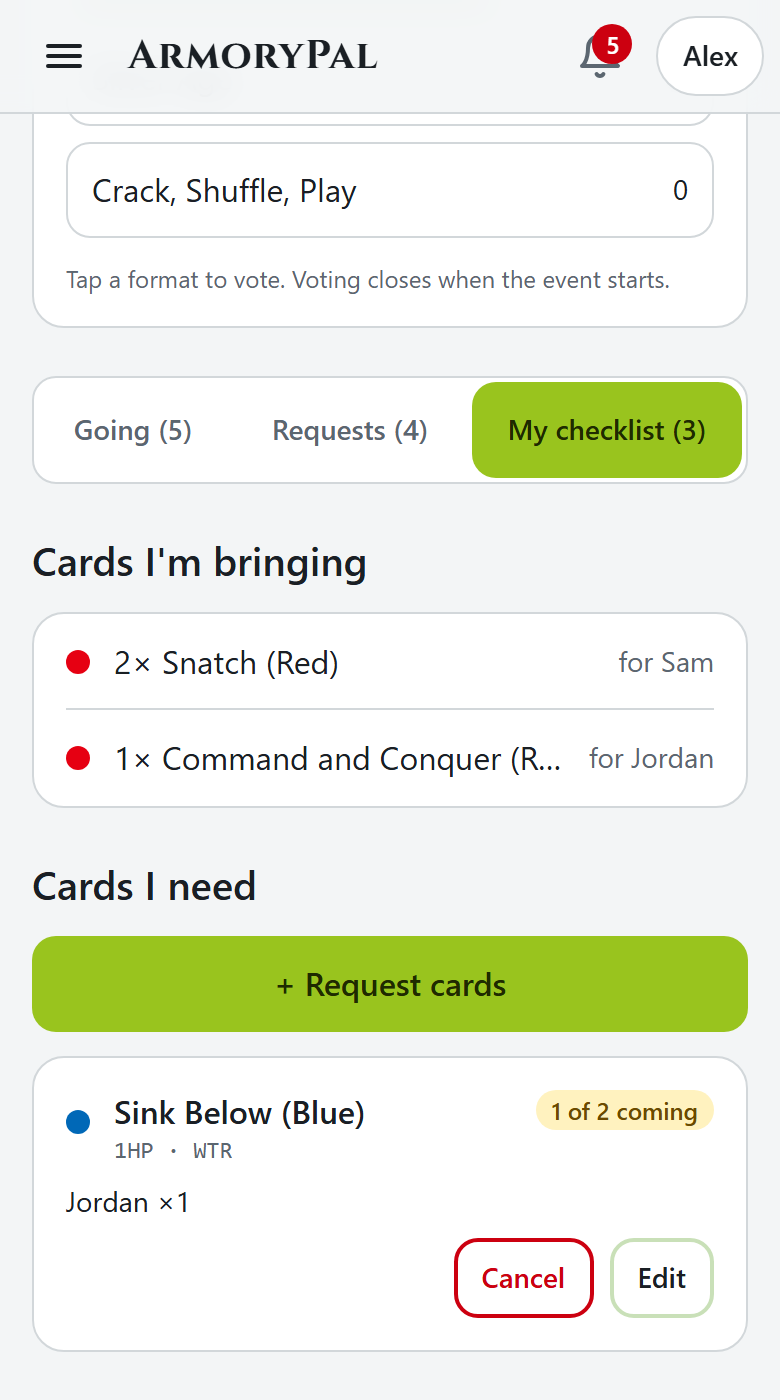 ArmoryPal
5
Alex
Crack, Shuffle, Play 0
Tap a format to vote. Voting closes when the event starts.
Going (5) Requests (4) My checklist (3)
Cards I'm bringing
2× Snatch (Red) for Sam
1× Command and Conquer (R... for Jordan
Cards I need
+ Request cards
Sink Below (Blue) 1 of 2 coming
1HP · WTR
Jordan ×1
Cancel Edit